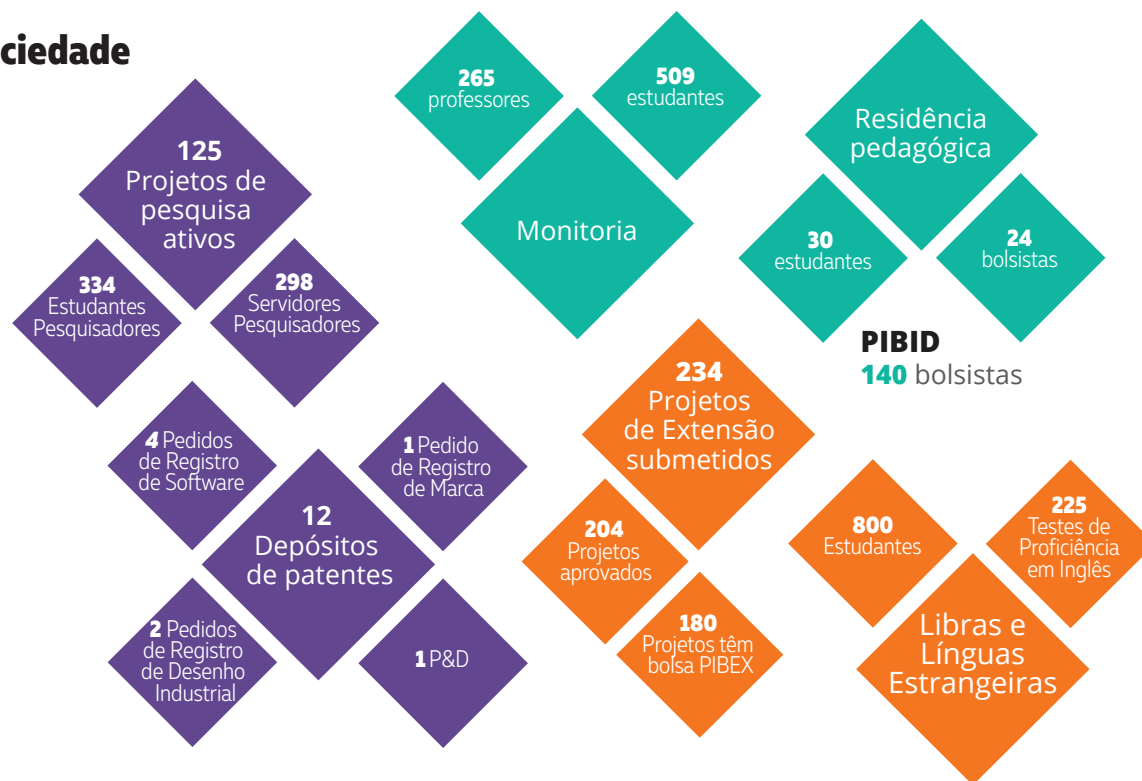 ciedade
125
Projetos de
pesquisa
ativos
334
Estudantes
Pesquisadores
298
Servidores
Pesquisadores
4 Pedidos
de Registro
de Software
1 Pedido
de Registro
de Marca
12
Depósitos
de patentes
2 Pedidos
de Registro
de Desenho
Industrial
1 P&D
265
professores
509
estudantes
Monitoria
Residência
pedagógica
30
estudantes
24
bolsistas
PIBID
140 bolsistas
234
Projetos
de Extensão
submetidos
204
Projetos
aprovados
180
Projetos têm
bolsa PIBEX
800
Estudantes
225
Testes de
Proficiência
em Inglês
Libras e
Línguas
Estrangeiras